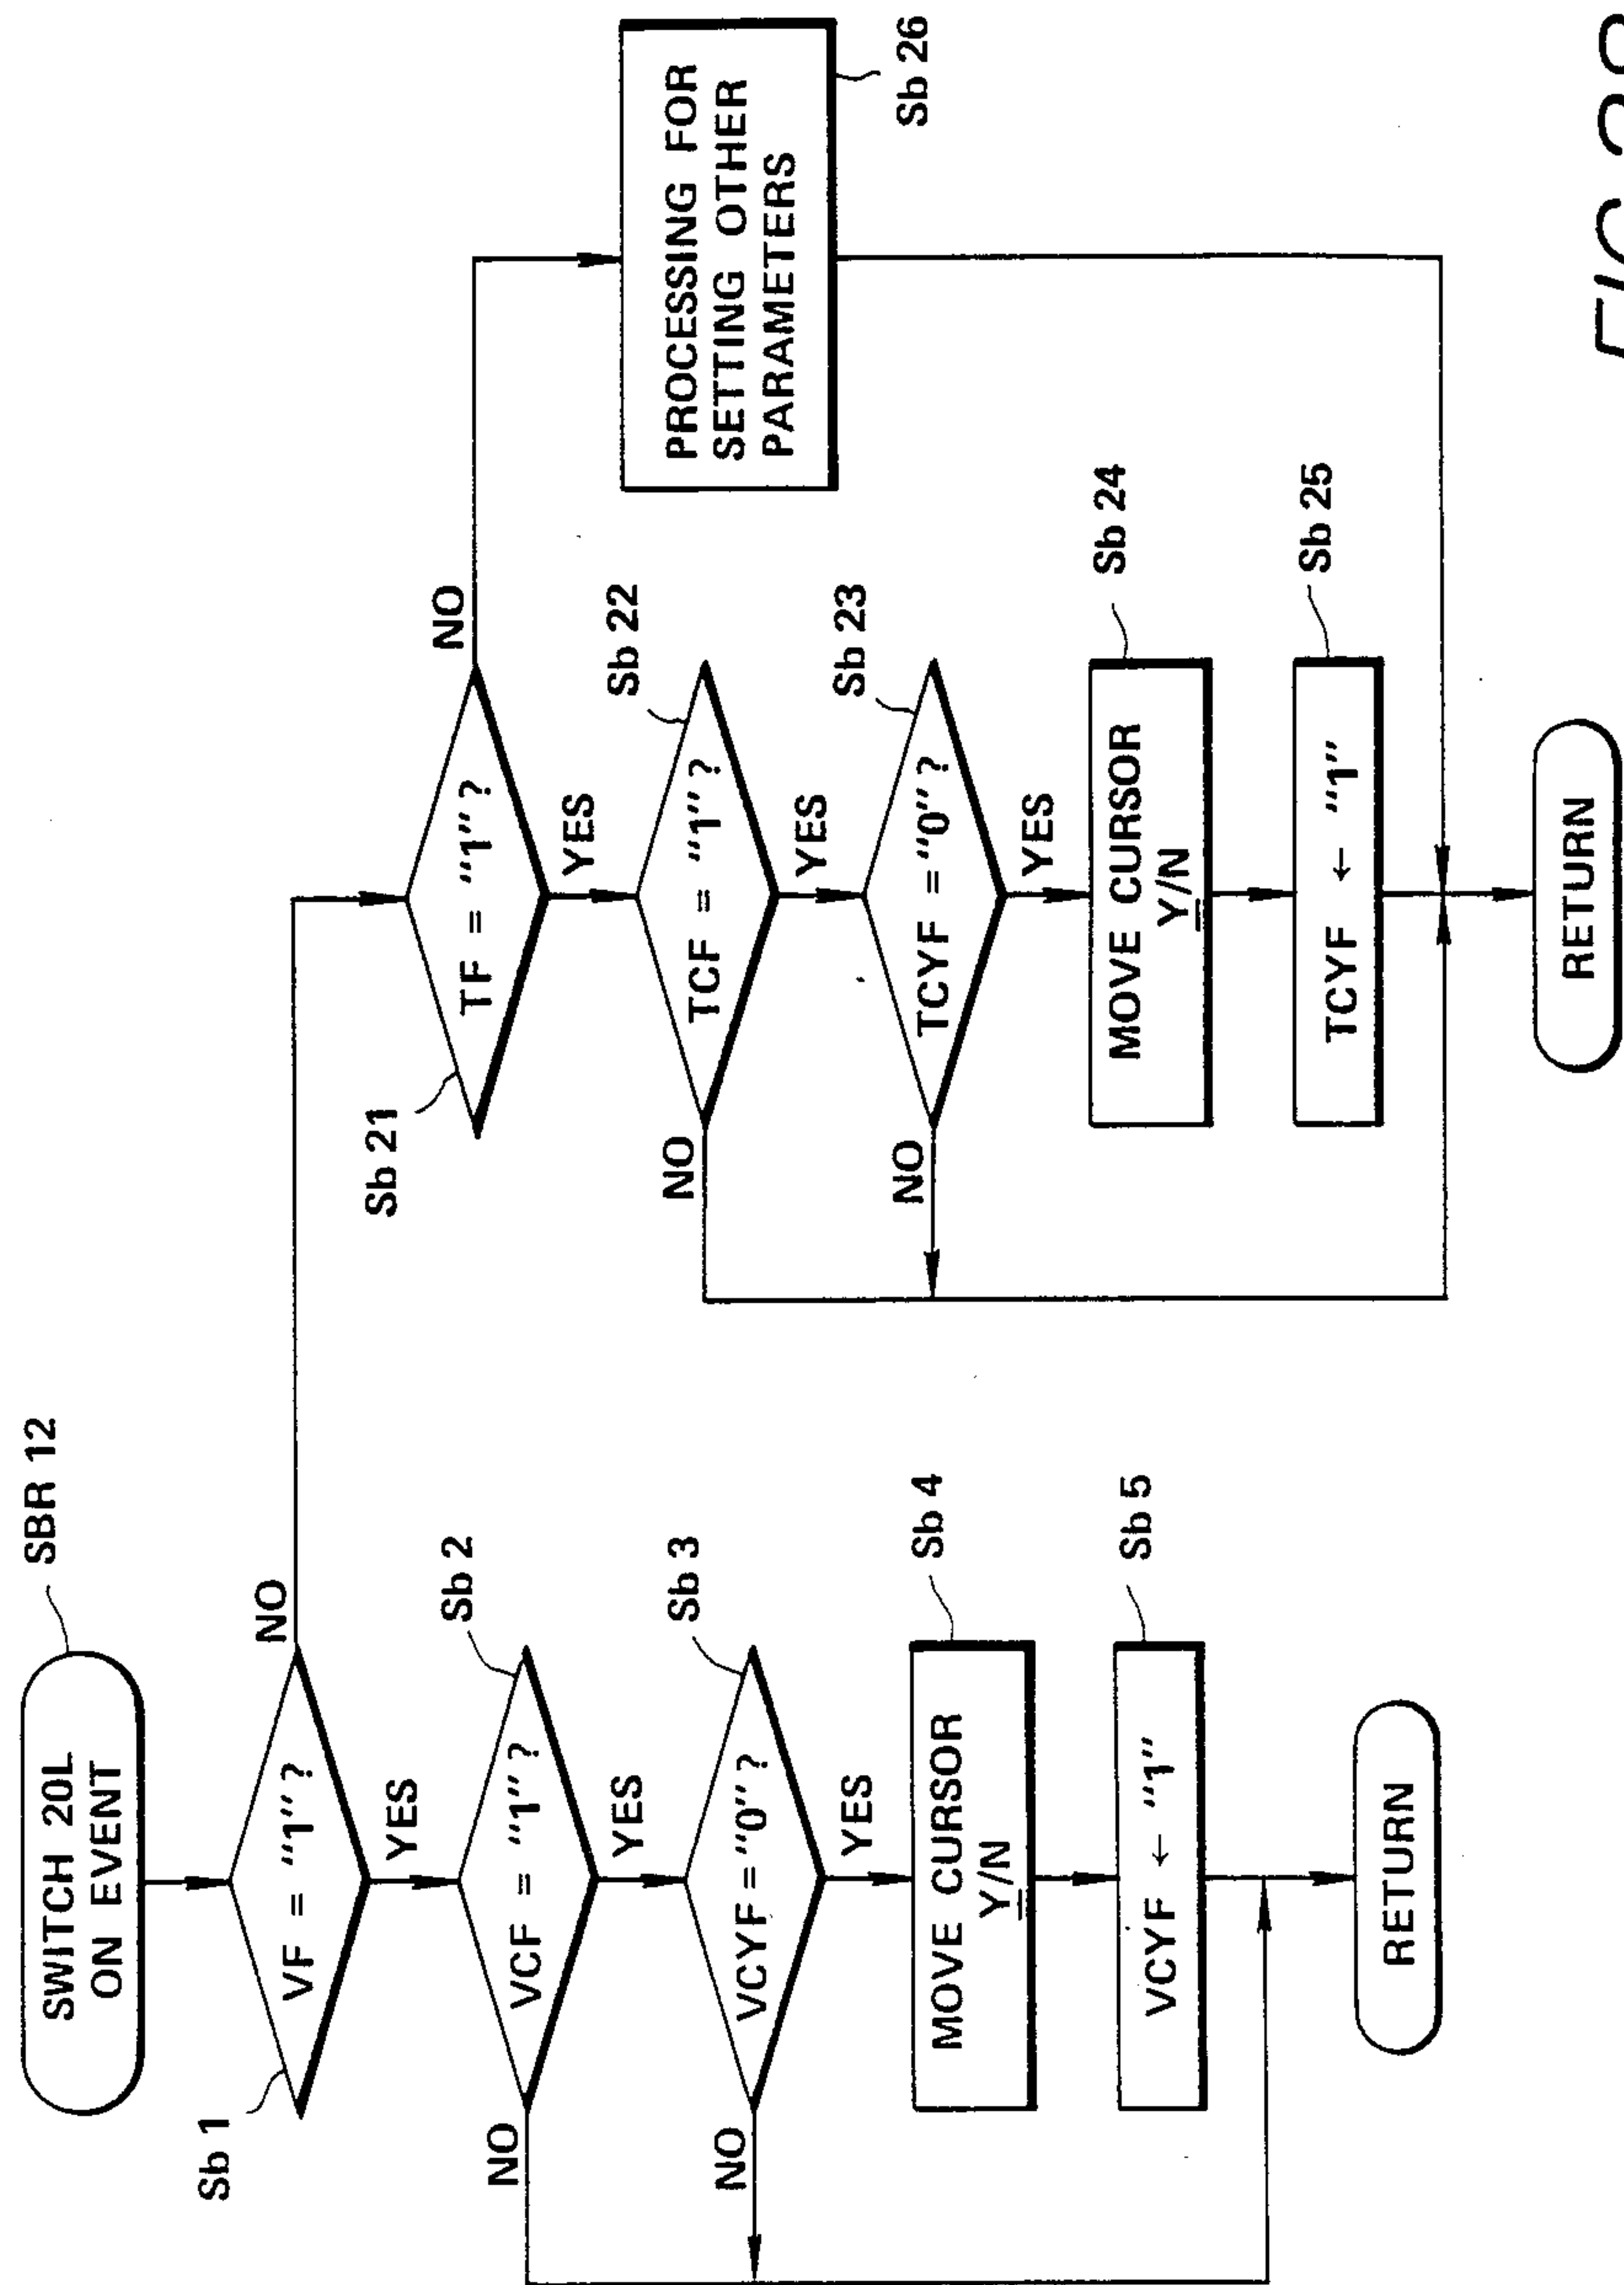 SBR 12
SWITCH 20L
ON EVENT
Sb 1
VF = "1" ?
NO
YES
Sb 2
VCF = "1" ?
NO
YES
Sb 3
VCYF = "0" ?
NO
YES
Sb 4
MOVE CURSOR
Y/N
Sb 5
VCYF ← "1"
RETURN
Sb 21
TF = "1" ?
NO
YES
Sb 22
TCF = "1" ?
NO
YES
Sb 23
TCYF = "0" ?
NO
YES
Sb 24
MOVE CURSOR
Y/N
Sb 25
TCYF ← "1"
RETURN
PROCESSING FOR
SETTING OTHER
PARAMETERS
Sb 26